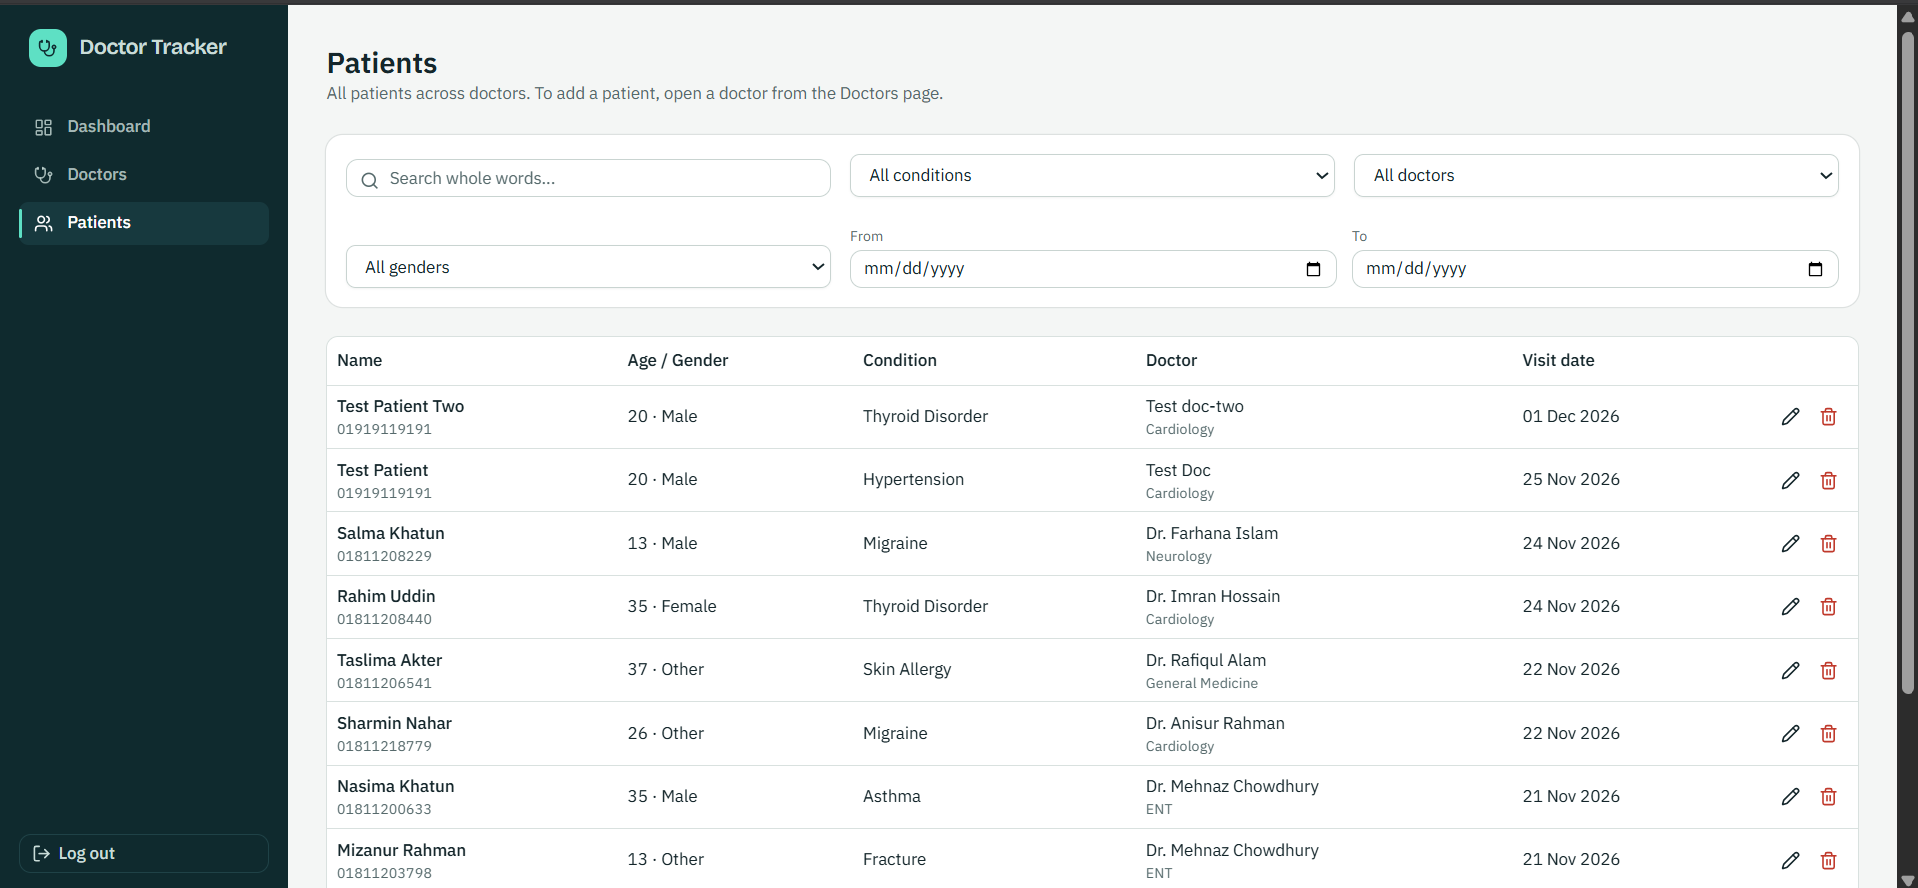 Doctor Tracker
Dashboard
Doctors
Patients
Log out
Patients
All patients across doctors. To add a patient, open a doctor from the Doctors page.
Search whole words...
All conditions
All doctors
All genders
From
mm/dd/yyyy
To
mm/dd/yyyy
Name Age / Gender Condition Doctor Visit date
Test Patient Two
01919119191
20 · Male
Thyroid Disorder
Test doc-two
Cardiology
01 Dec 2026
Test Patient
01919119191
20 · Male
Hypertension
Test Doc
Cardiology
25 Nov 2026
Salma Khatun
01811208229
13 · Male
Migraine
Dr. Farhana Islam
Neurology
24 Nov 2026
Rahim Uddin
01811208440
35 · Female
Thyroid Disorder
Dr. Imran Hossain
Cardiology
24 Nov 2026
Taslima Akter
01811206541
37 · Other
Skin Allergy
Dr. Rafiqul Alam
General Medicine
22 Nov 2026
Sharmin Nahar
01811218779
26 · Other
Migraine
Dr. Anisur Rahman
Cardiology
22 Nov 2026
Nasima Khatun
01811200633
35 · Male
Asthma
Dr. Mehnaz Chowdhury
ENT
21 Nov 2026
Mizanur Rahman
01811203798
13 · Other
Fracture
Dr. Mehnaz Chowdhury
ENT
21 Nov 2026